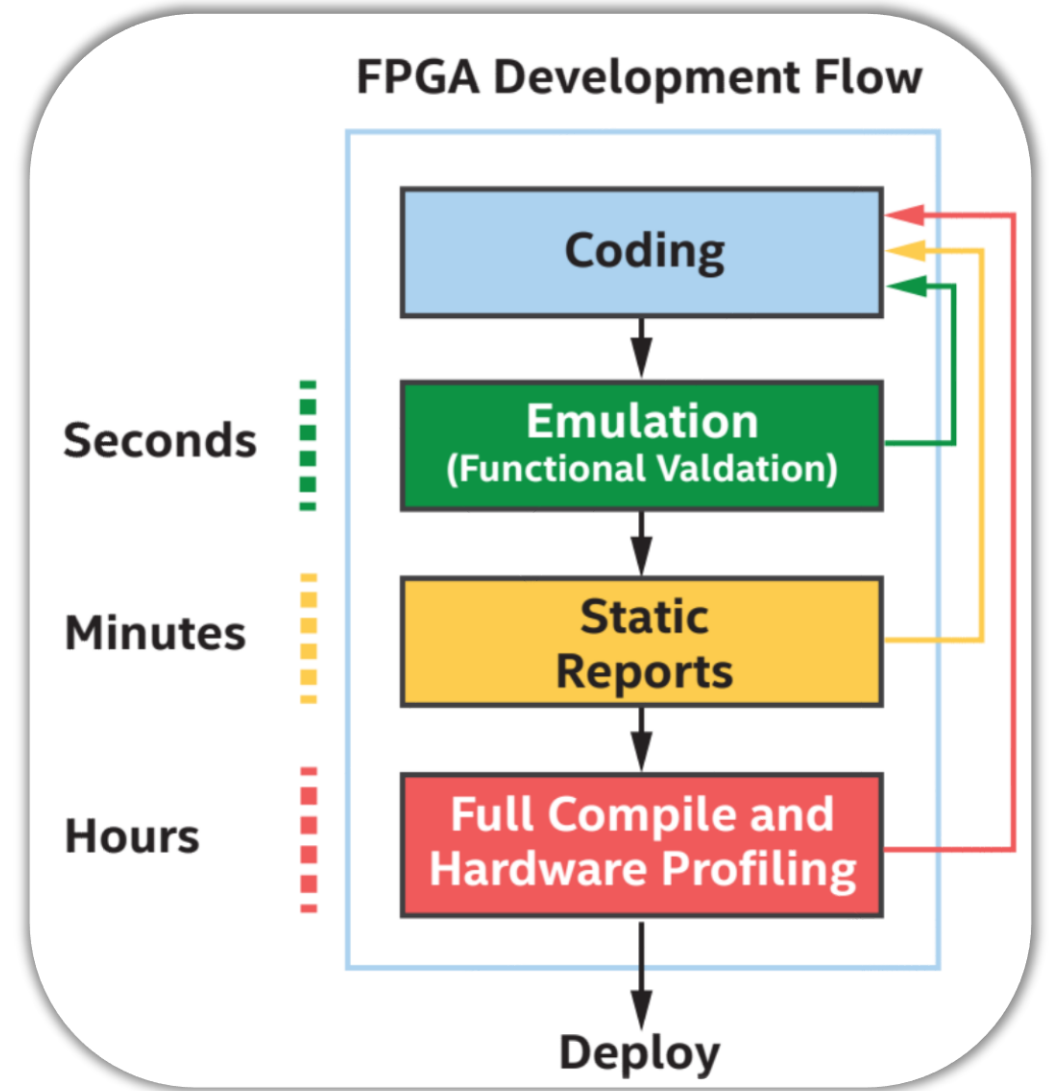 FPGA Development Flow
Coding
Seconds
Emulation
(Functional Valdation)
Minutes
Static
Reports
Hours
Full Compile and
Hardware Profiling
Deploy